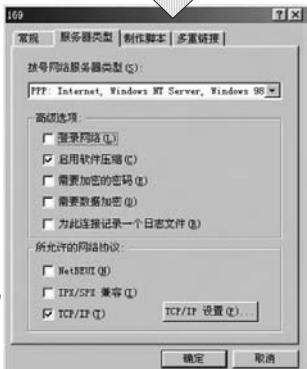 169
常规 服务器类型 制作脚本 多重链接
拨号网络服务器类型(S):
PPP: Internet, Windows NT Server, Windows 98
高级选项:
登录网络(L)
启用软件压缩(C)
需要加密的密码(E)
需要数据加密(D)
为此连接记录一个日志文件(R)
所允许的网络协议:
NetBEUI(N)
IPX/SPX 兼容(I)
TCP/IP(T) TCP/IP 设置(P)...
确定 取消